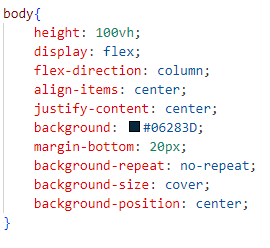 body{
    height: 100vh;
    display: flex;
    flex-direction: column;
    align-items: center;
    justify-content: center;
    background: #06283D;
    margin-bottom: 20px;
    background-repeat: no-repeat;
    background-size: cover;
    background-position: center;
}